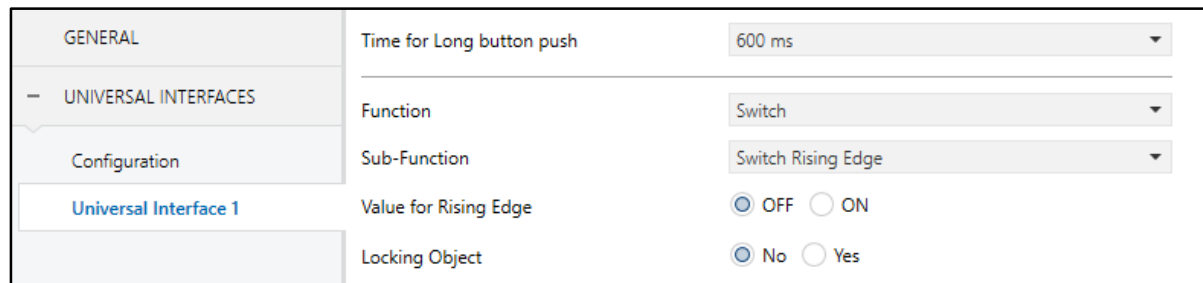 GENERAL
Time for Long button push 600 ms
– UNIVERSAL INTERFACES
Function Switch
Configuration
Sub-Function Switch Rising Edge
Universal Interface 1
Value for Rising Edge OFF ON
Locking Object No Yes